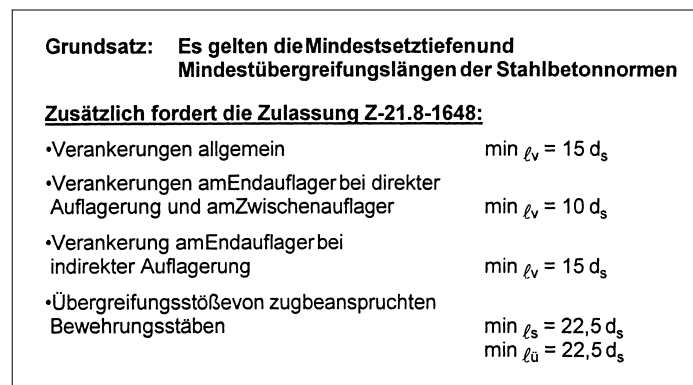 Grundsatz: Es gelten die Mindestsetztiefen und
Mindestübergreifungslängen der Stahlbetonnormen
Zusätzlich fordert die Zulassung Z-21.8-1648:
•Verankerungen allgemein min ℓv = 15 ds
•Verankerungen am Endauflager bei direkter
Auflagerung und am Zwischenauflager min ℓv = 10 ds
•Verankerung am Endauflager bei
indirekter Auflagerung min ℓv = 15 ds
•Übergreifungsstöße von zugbeanspruchten
Bewehrungsstäben min ℓs = 22,5 ds
min ℓü = 22,5 ds